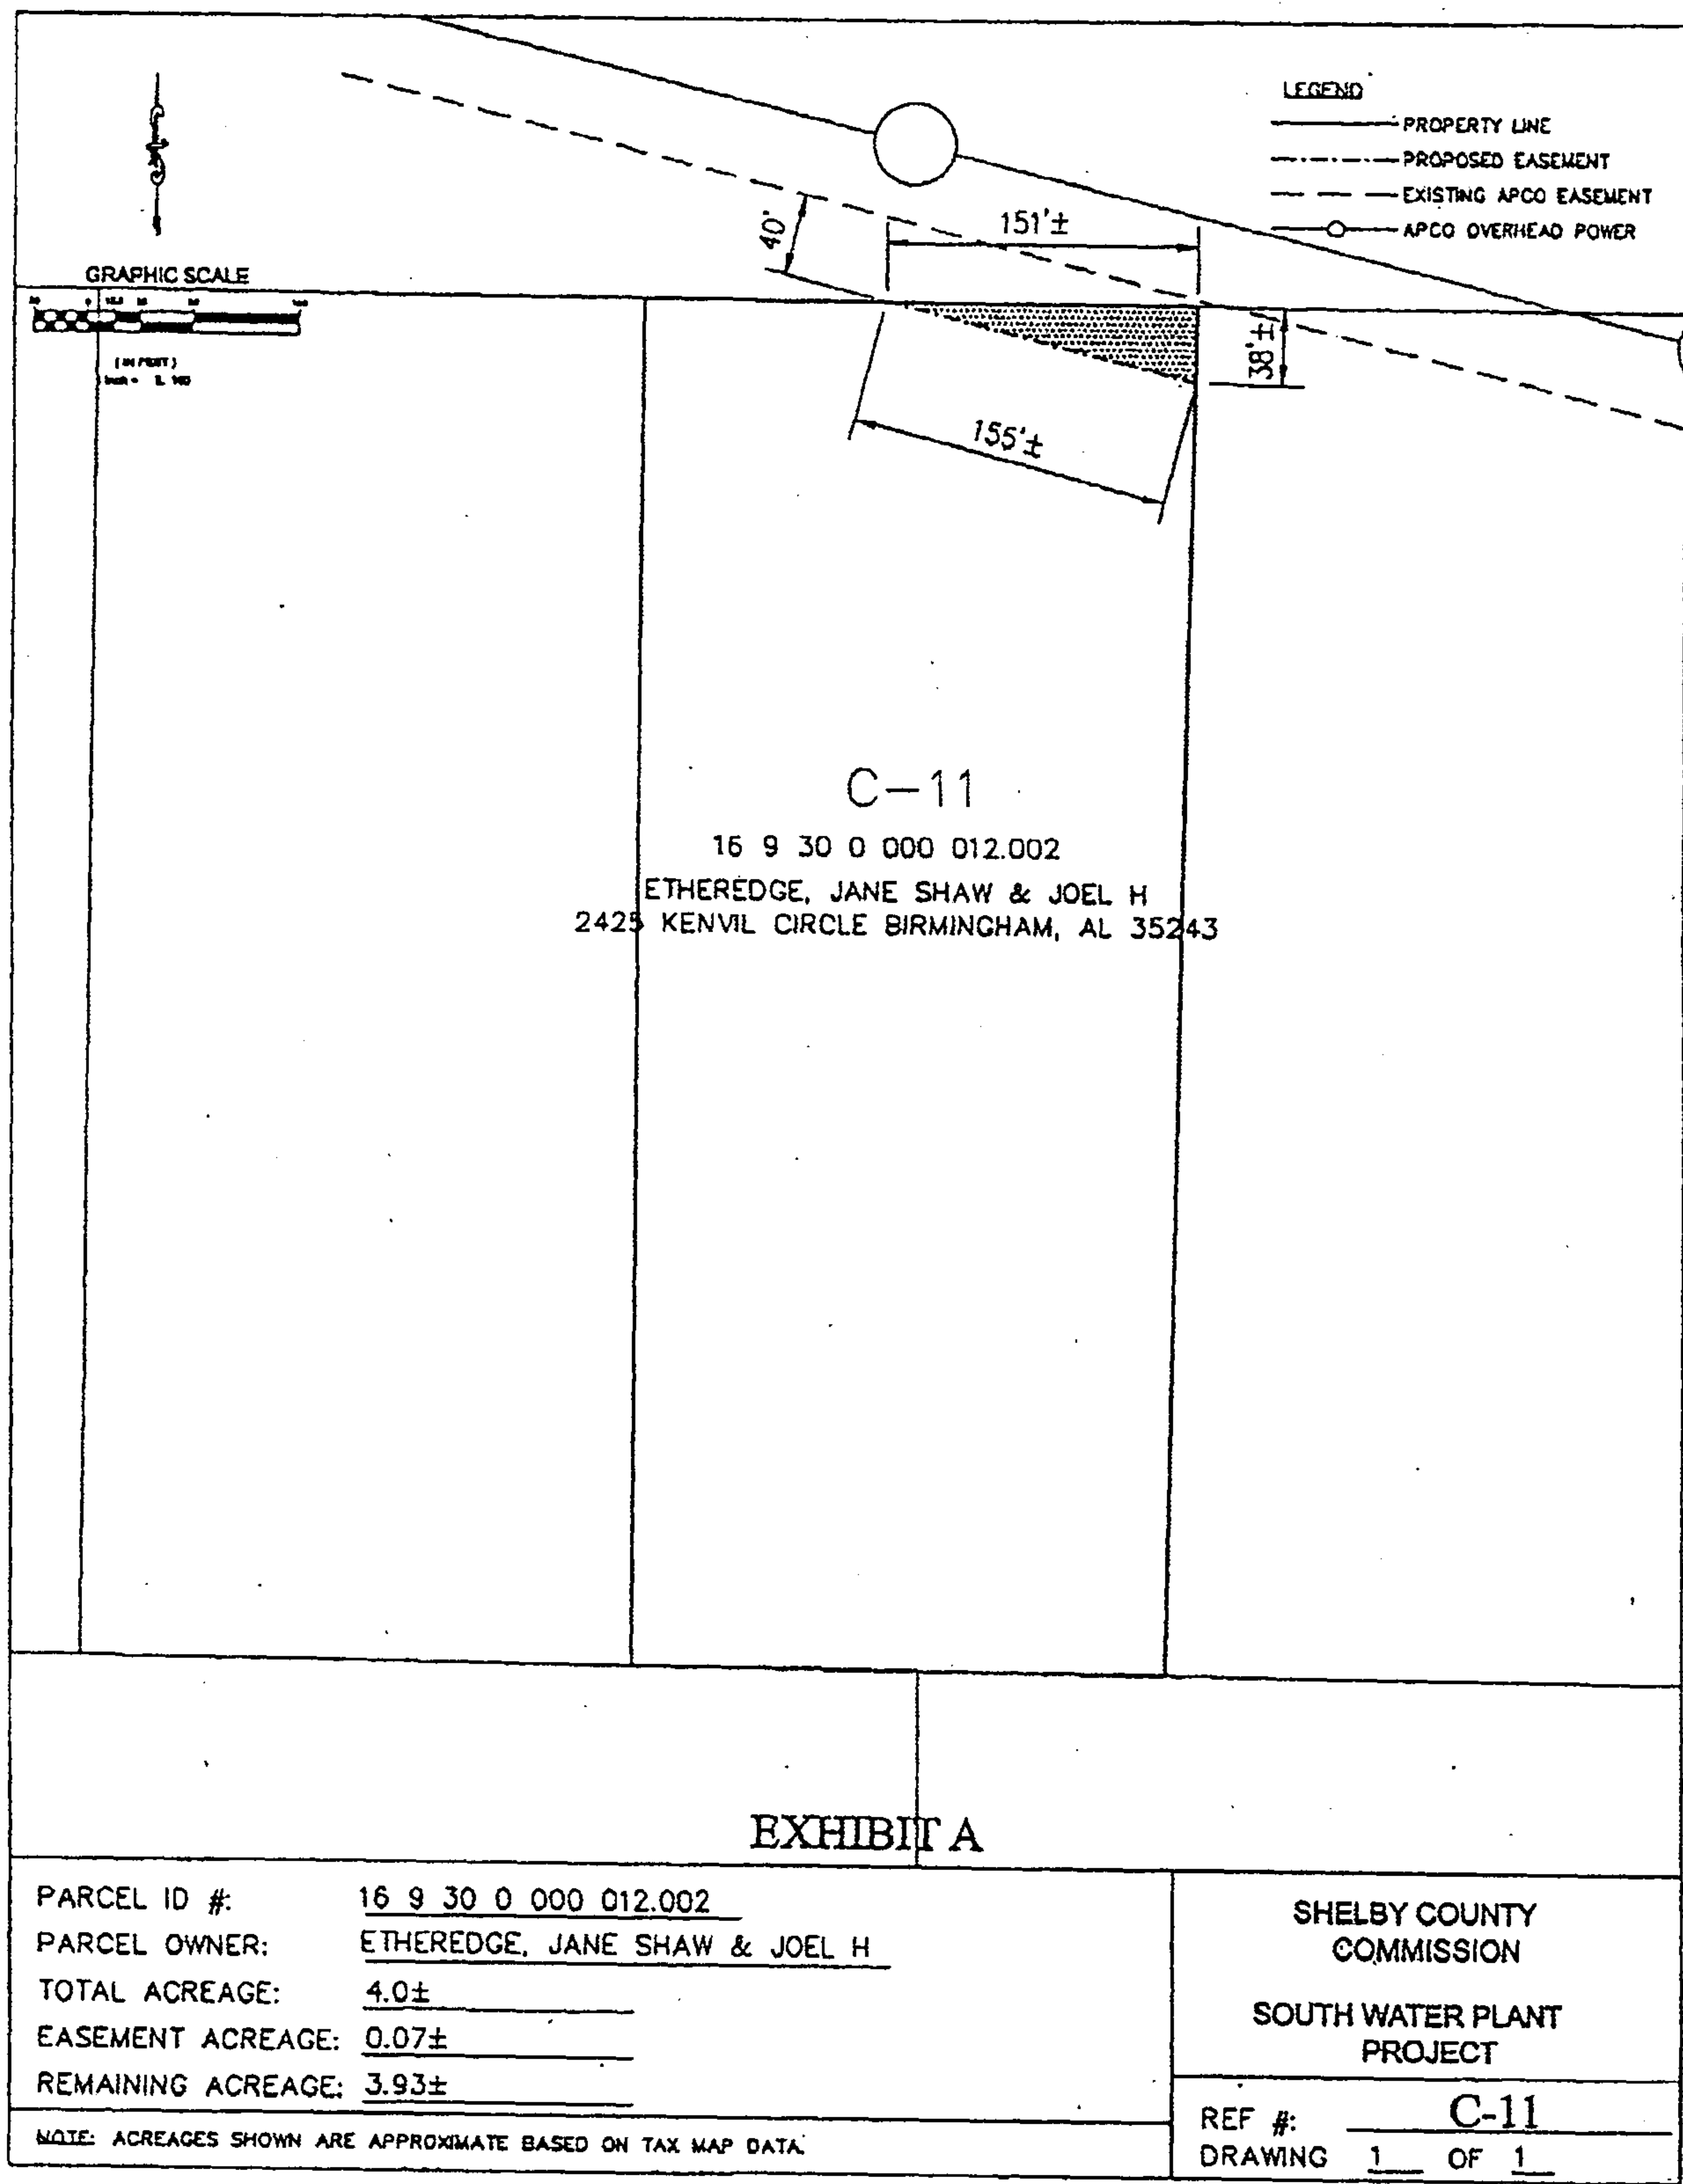 LEGEND
PROPERTY LINE
PROPOSED EASEMENT
EXISTING APCO EASEMENT
APCO OVERHEAD POWER
40'
151'±
GRAPHIC SCALE
38'±
155'±
C-11
16 9 30 0 000 012.002
ETHEREDGE, JANE SHAW & JOEL H
2425 KENVIL CIRCLE BIRMINGHAM, AL 35243
EXHIBIT A
PARCEL ID #: 16 9 30 0 000 012.002
PARCEL OWNER: ETHEREDGE, JANE SHAW & JOEL H
TOTAL ACREAGE: 4.0±
EASEMENT ACREAGE: 0.07±
REMAINING ACREAGE: 3.93±
NOTE: ACREAGES SHOWN ARE APPROXIMATE BASED ON TAX MAP DATA.
SHELBY COUNTY
COMMISSION
SOUTH WATER PLANT
PROJECT
REF #: C-11
DRAWING 1 OF 1